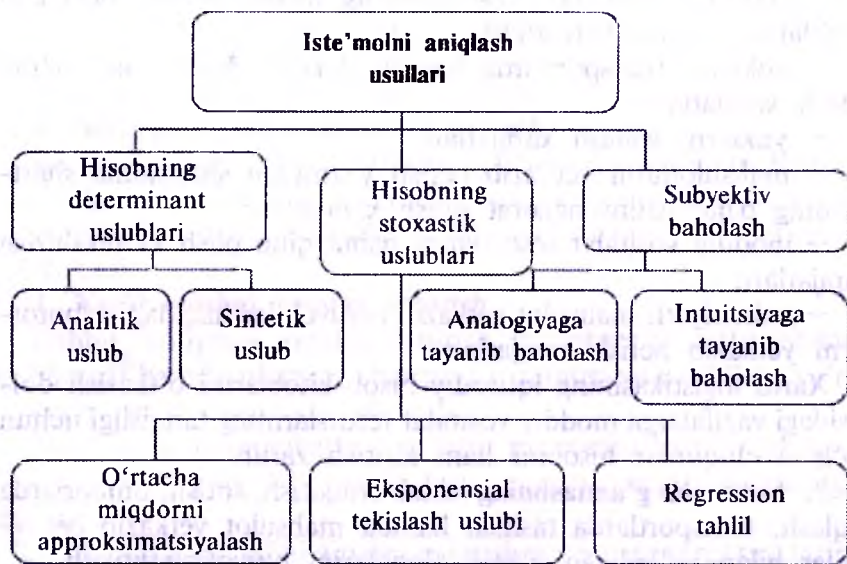 Iste'molni aniqlash
usullari
Hisobning
determinant
uslublari
Hisobning
stoxastik
uslublari
Subyektiv
baholash
Analitik
uslub
Sintetik
uslub
Analogiyaga
tayanib baholash
Intuitsiyaga
tayanib
baholash
O'rtacha
miqdorni
approksimatsiyalash
Eksponensial
tekislash uslubi
Regression
tahlil